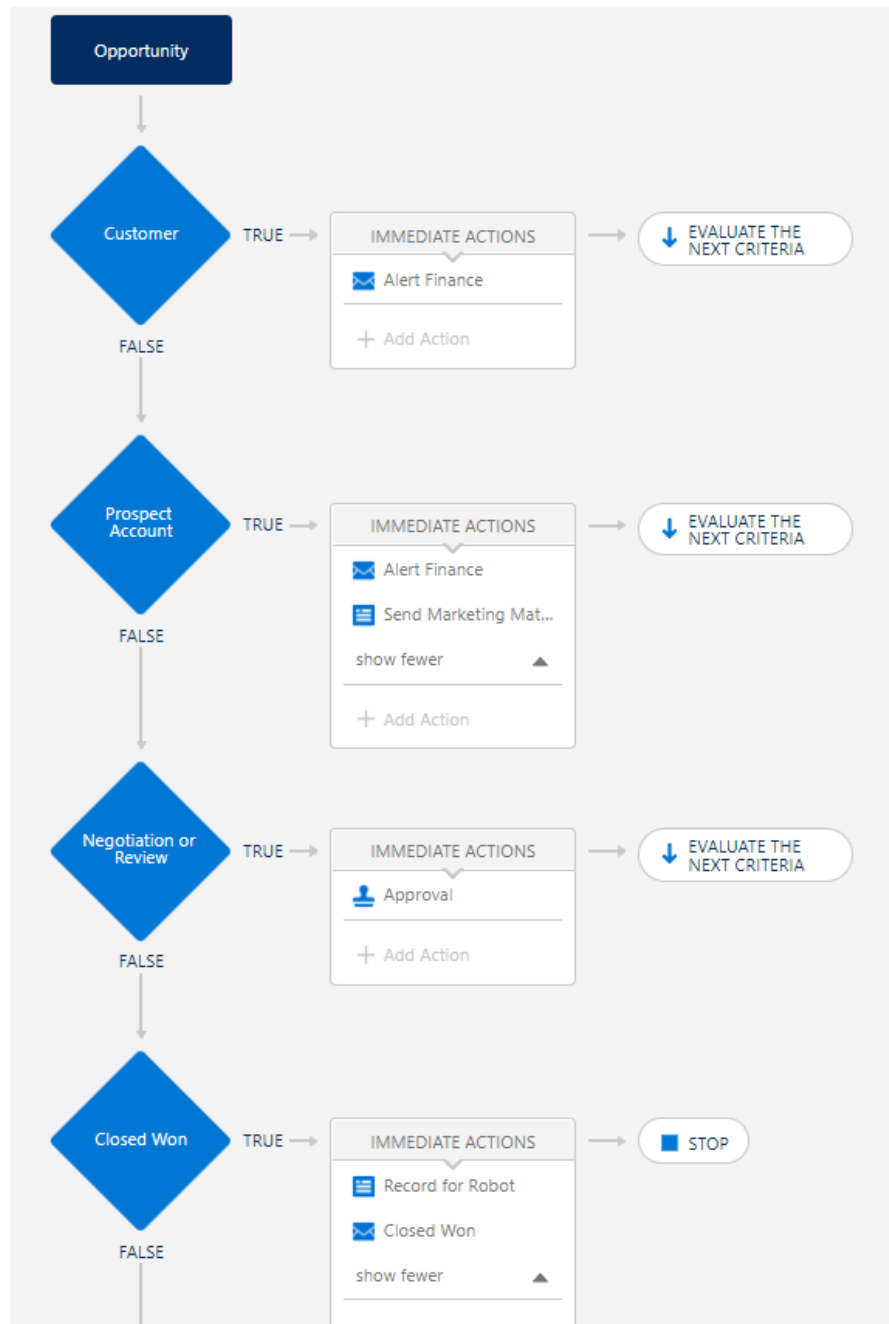 Opportunity
Customer
TRUE
IMMEDIATE ACTIONS
EVALUATE THE
NEXT CRITERIA
Alert Finance
Add Action
FALSE
Prospect
Account
TRUE
IMMEDIATE ACTIONS
EVALUATE THE
NEXT CRITERIA
Alert Finance
Send Marketing Mat...
show fewer
Add Action
FALSE
Negotiation or
Review
TRUE
IMMEDIATE ACTIONS
EVALUATE THE
NEXT CRITERIA
Approval
Add Action
FALSE
Closed Won
TRUE
IMMEDIATE ACTIONS
STOP
Record for Robot
Closed Won
show fewer
FALSE